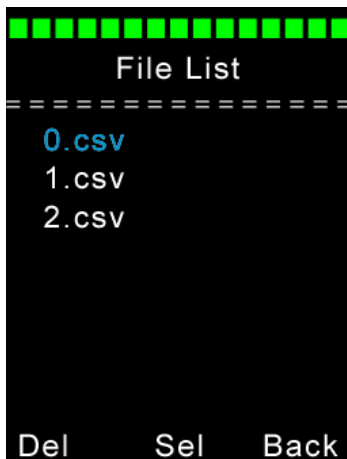 File List
===============
0.csv
1.csv
2.csv
Del Sel Back